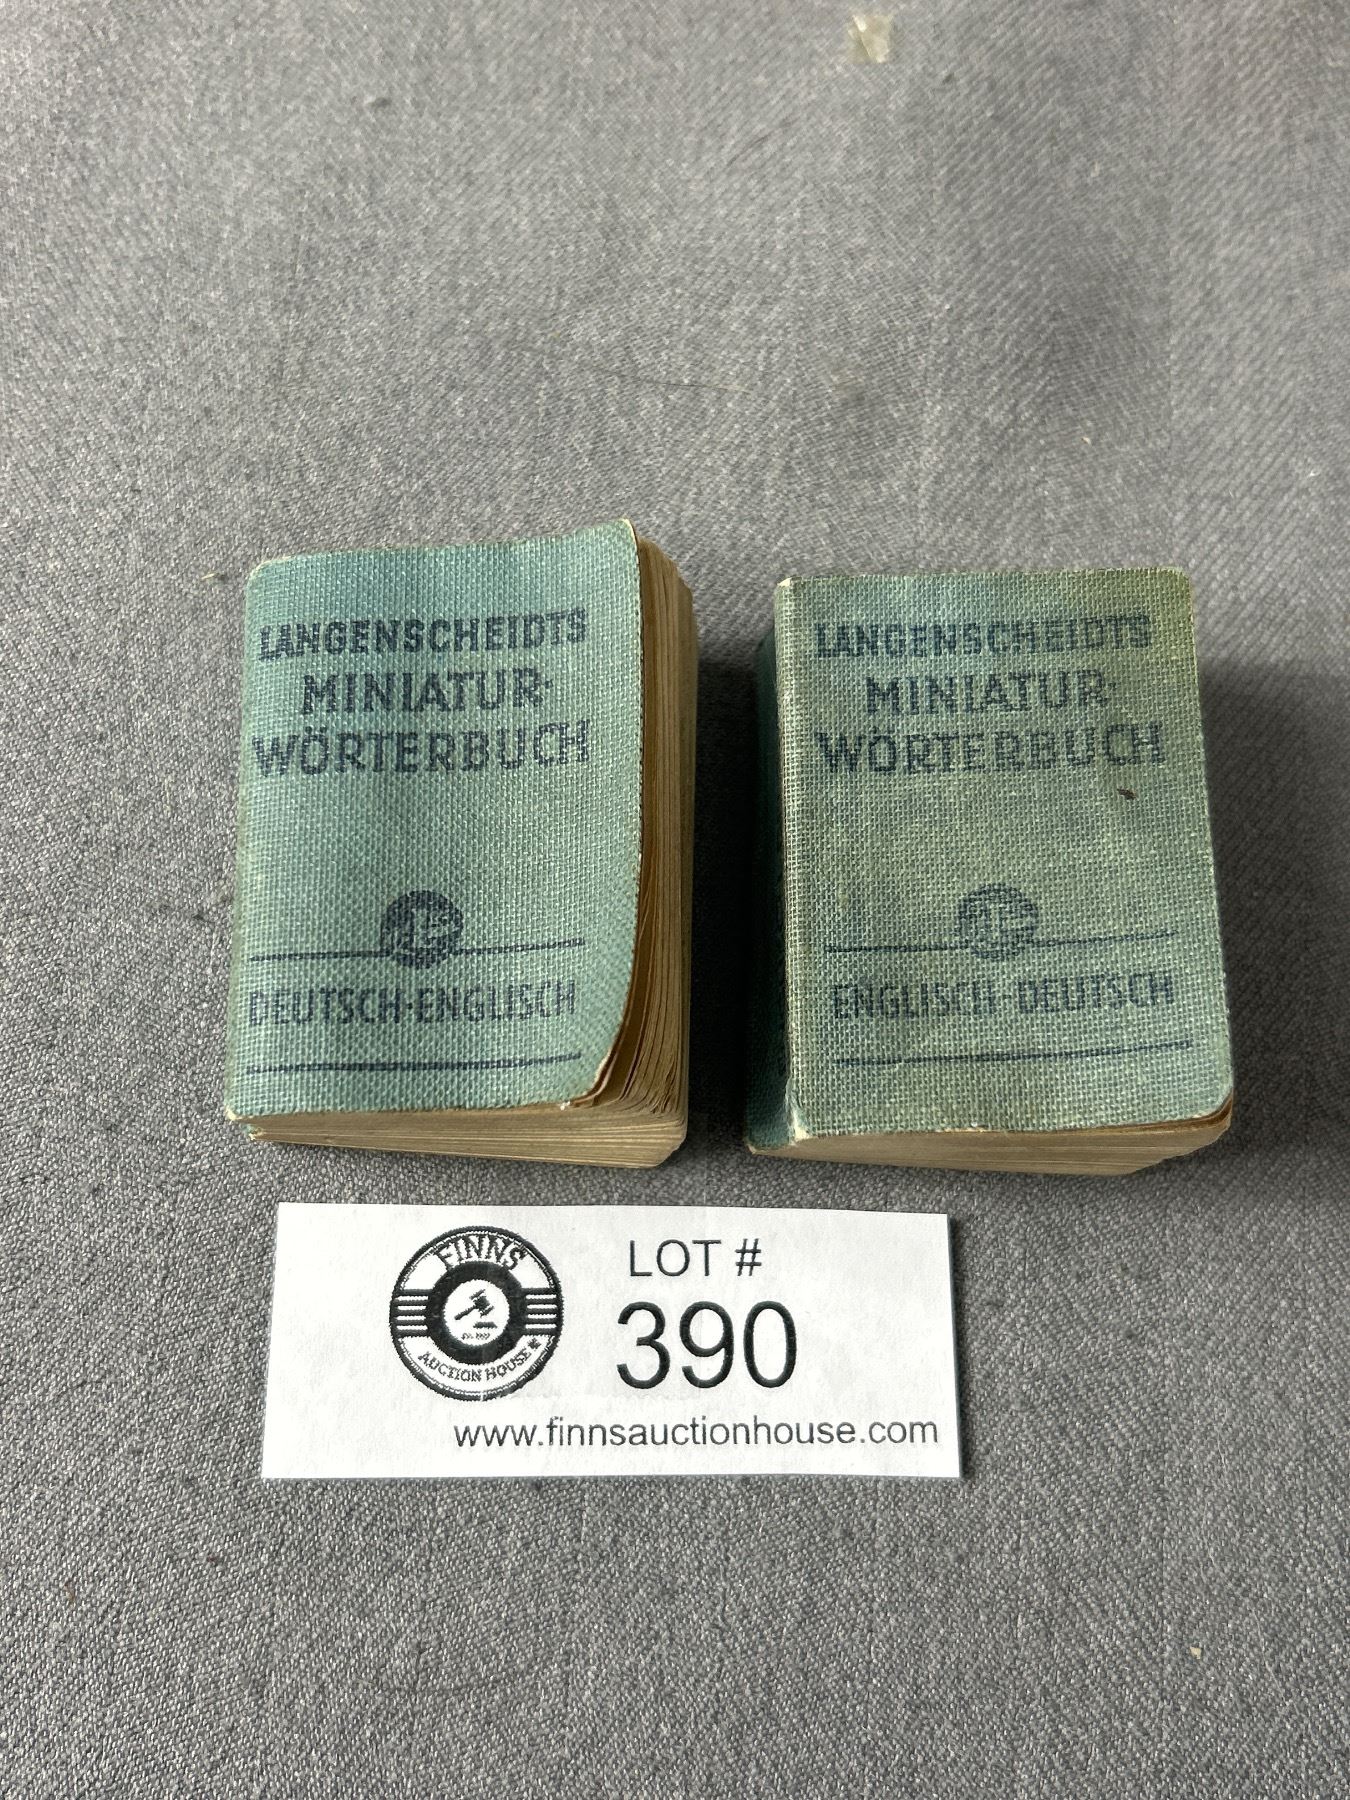 LANGENSCHEIDTS
MINIATUR-
WÖRTERBUCH
L
DEUTSCH-ENGLISCH
LANGENSCHEIDTS
MINIATUR-
WÖRTERBUCH
L
ENGLISCH-DEUTSCH
FINNS
AUCTION HOUSE
LOT #
390
www.finnsauctionhouse.com